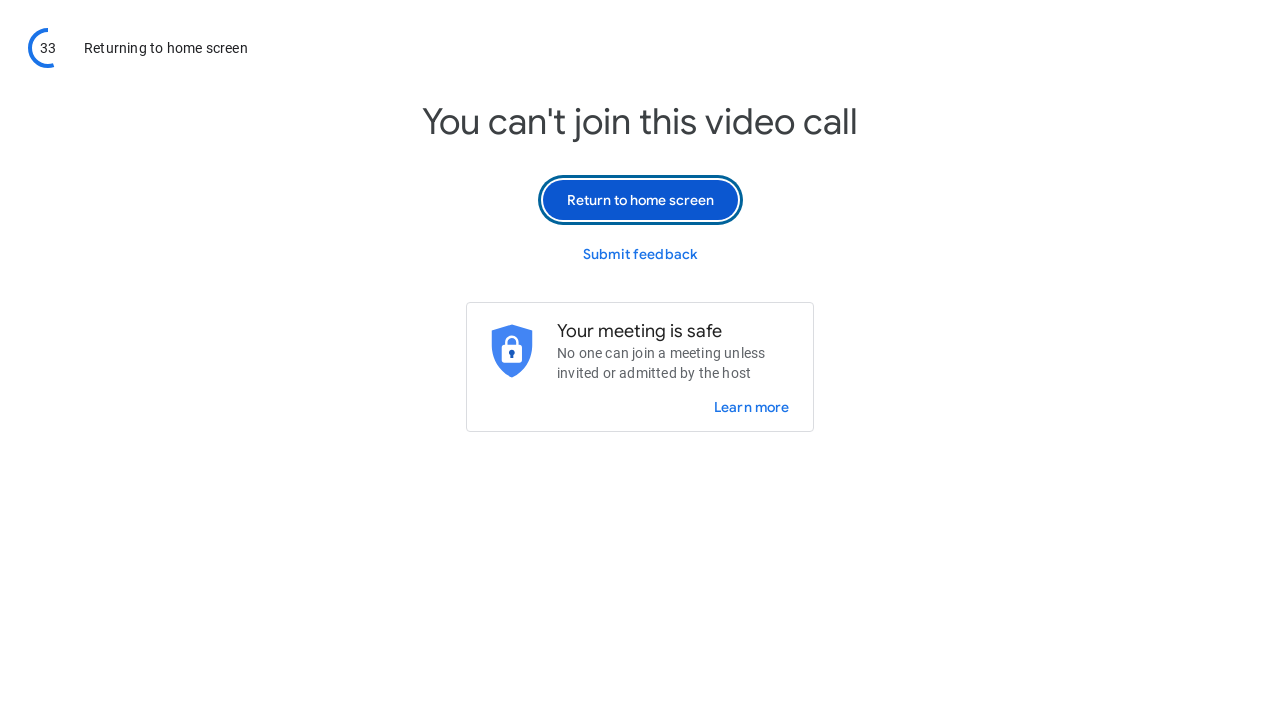 33
Returning to home screen
You can't join this video call
Return to home screen
Submit feedback
Your meeting is safe
No one can join a meeting unless
invited or admitted by the host
Learn more